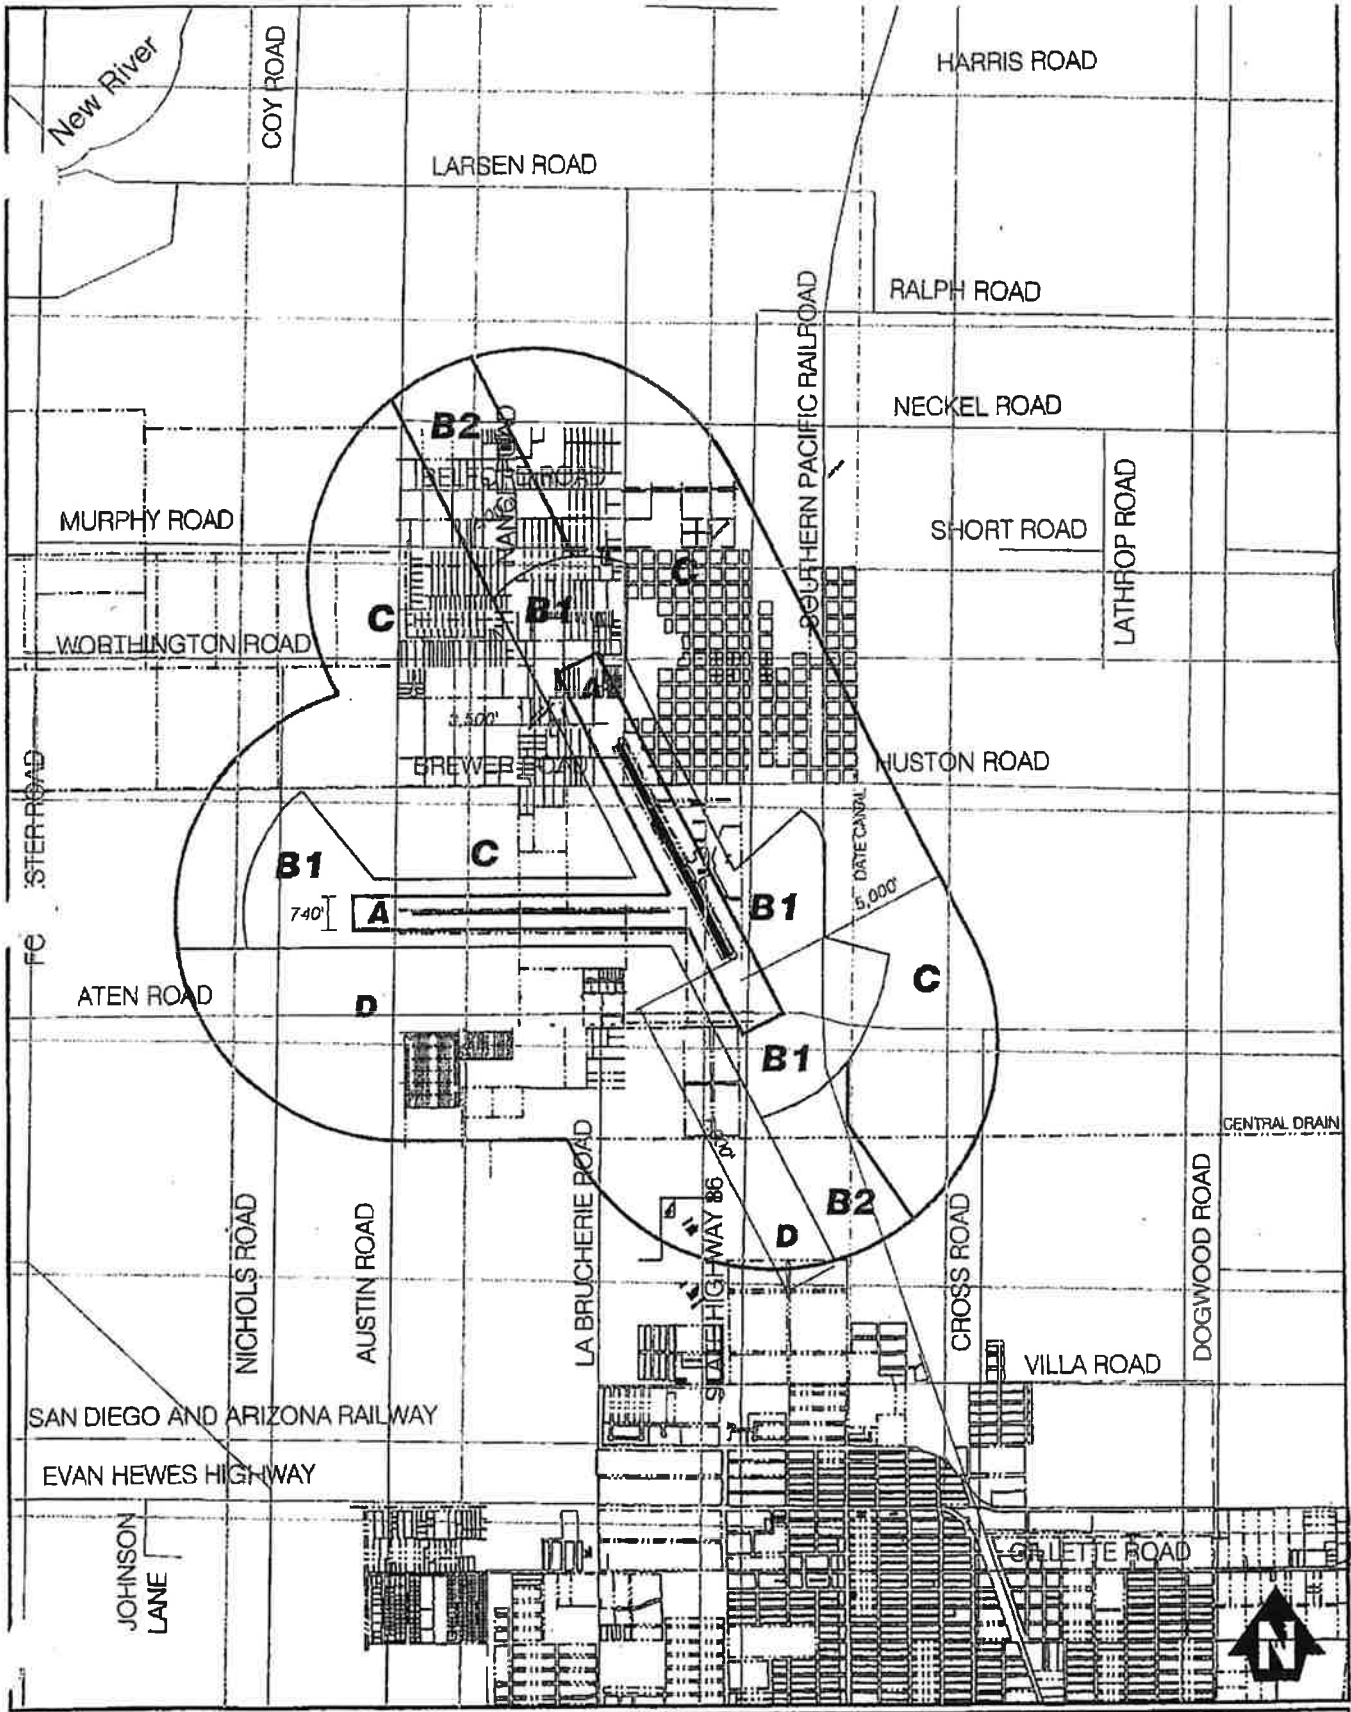 New River
COY ROAD
HARRIS ROAD
LARSEN ROAD
RALPH ROAD
SOUTHERN PACIFIC RAILROAD
NECKEL ROAD
B2
BELFORD ROAD
MURPHY ROAD
SHORT ROAD
LATHROP ROAD
C
B1
C
WORTHINGTON ROAD
A
3,500'
BREWER ROAD
HUSTON ROAD
DATE CANAL
B1
C
740'
A
B1
5,000'
C
ATEN ROAD
D
B1
CENTRAL DRAIN
B2
D
NICHOLS ROAD
AUSTIN ROAD
LA BRUCHERIE ROAD
HIGHWAY 86
CROSS ROAD
DOGWOOD ROAD
VILLA ROAD
SAN DIEGO AND ARIZONA RAILWAY
EVAN HEWES HIGHWAY
JOHNSON
LANE
GILLETTE ROAD
N